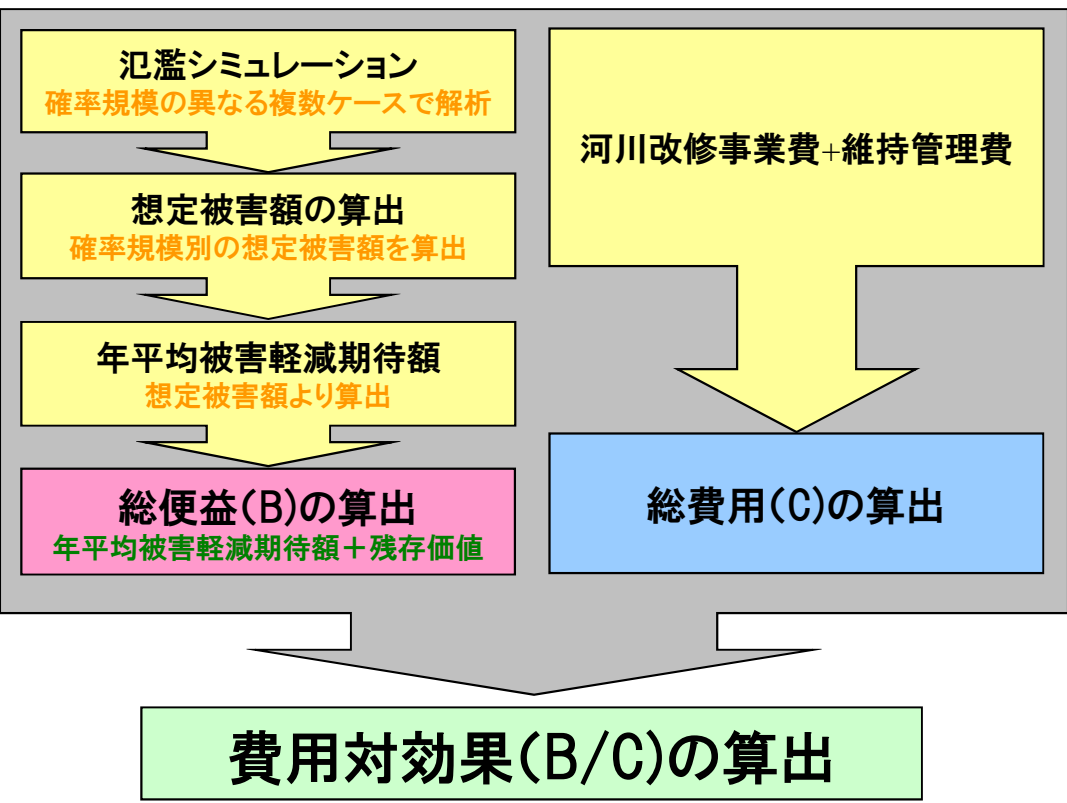 氾濫シミュレーション
確率規模の異なる複数ケースで解析
想定被害額の算出
確率規模別の想定被害額を算出
年平均被害軽減期待額
想定被害額より算出
総便益(B)の算出
年平均被害軽減期待額＋残存価値
河川改修事業費+維持管理費
総費用(C)の算出
費用対効果(B/C)の算出